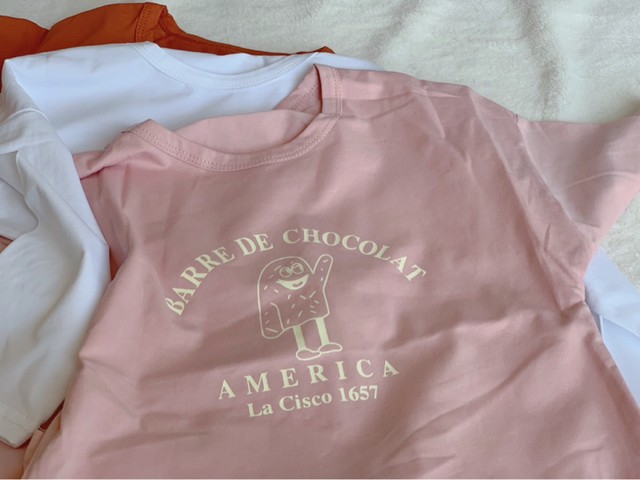 BARRE DE CHOCOLAT
AMERICA
La Cisco 1657